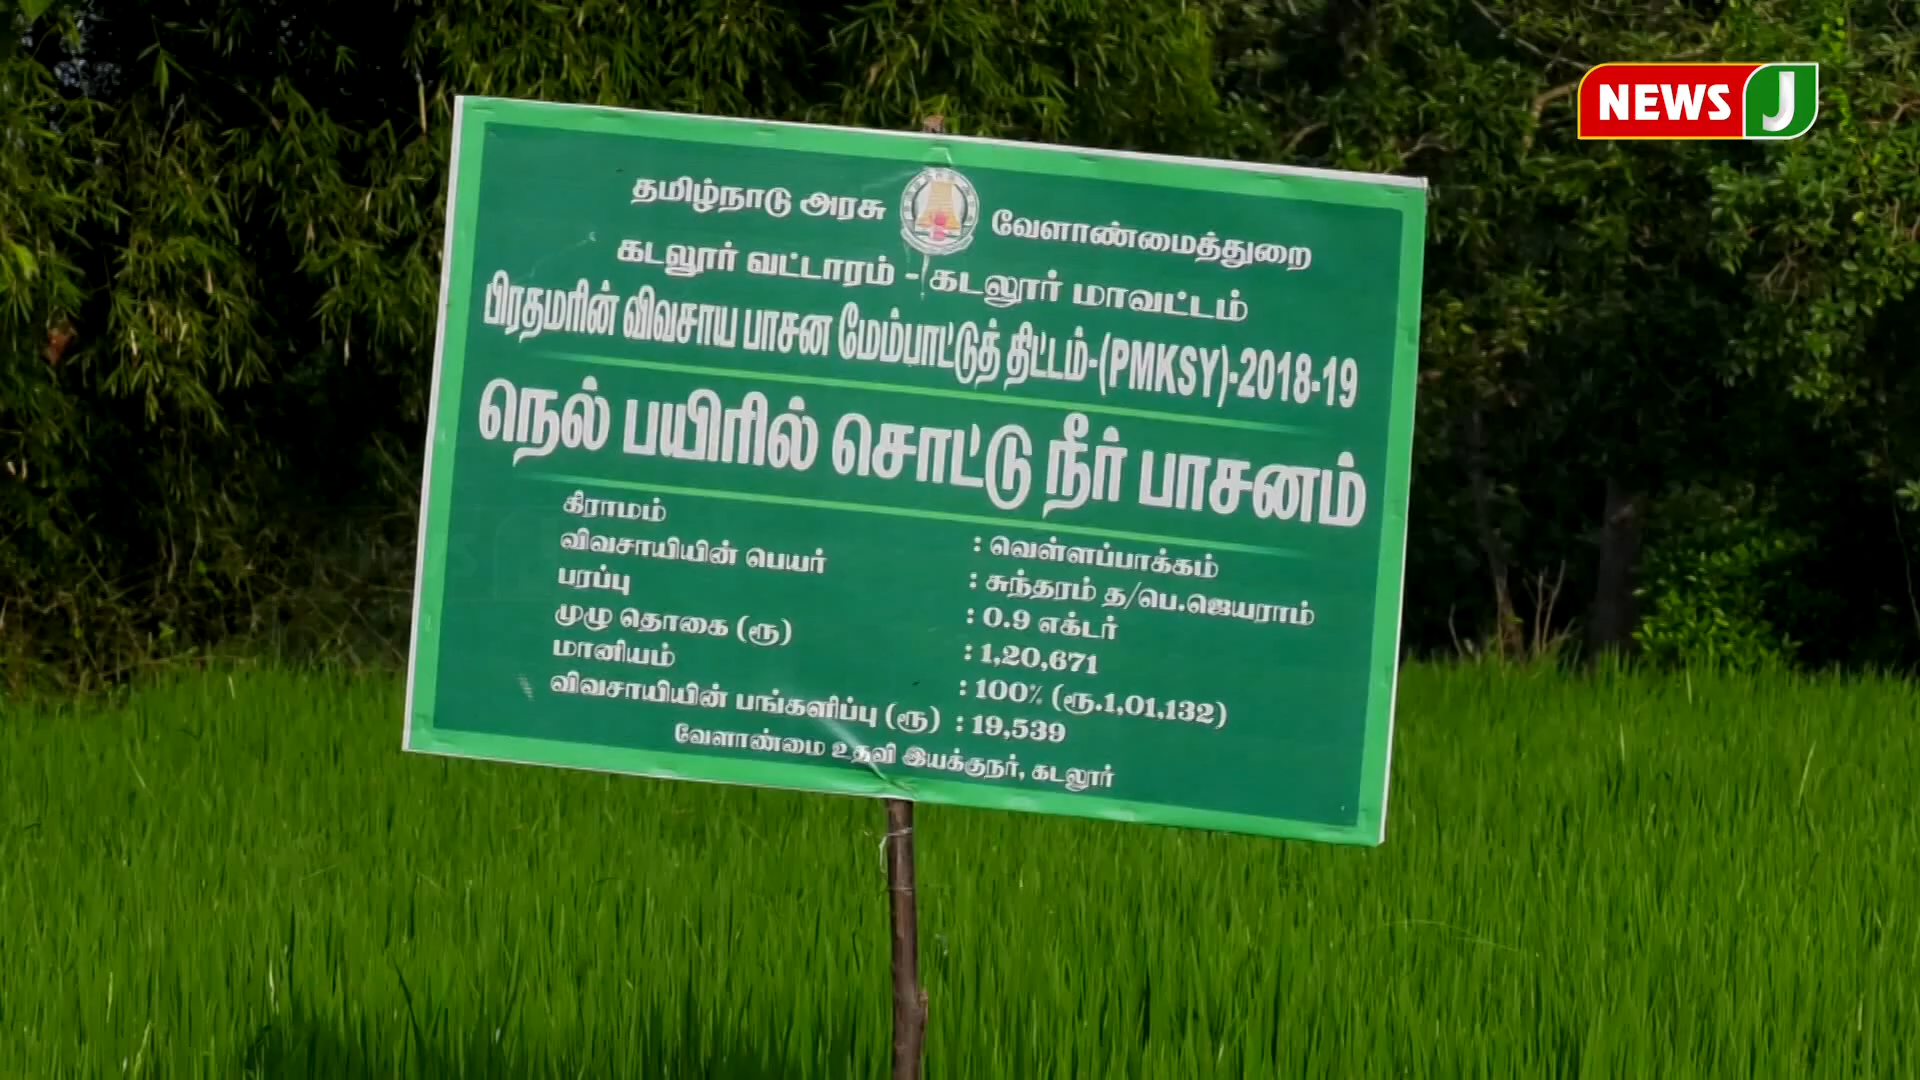 NEWS J
தமிழ்நாடு அரசு வேளாண்மைத்துறை
கடலூர் வட்டாரம் - கடலூர் மாவட்டம்
பிரதமரின் விவசாய பாசன மேம்பாட்டுத் திட்டம்-(PMKSY)-2018-19
நெல் பயிரில் சொட்டு நீர் பாசனம்
கிராமம் : வெள்ளப்பாக்கம்
விவசாயியின் பெயர் : சுந்தரம் த/பெ.ஜெயராம்
பரப்பு : 0.9 எக்டர்
முழு தொகை (ரூ) : 1,20,671
மானியம் : 100% (ரூ.1,01,132)
விவசாயியின் பங்களிப்பு (ரூ) : 19,539
வேளாண்மை உதவி இயக்குநர், கடலூர்